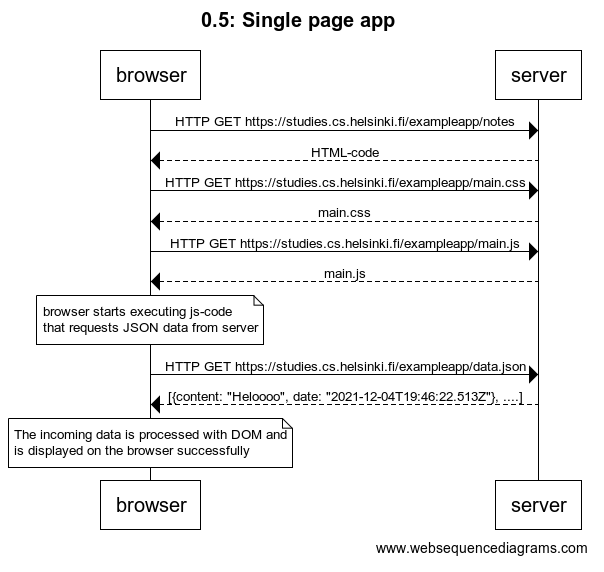 0.5: Single page app
browser
server
HTTP GET https://studies.cs.helsinki.fi/exampleapp/notes
HTML-code
HTTP GET https://studies.cs.helsinki.fi/exampleapp/main.css
main.css
HTTP GET https://studies.cs.helsinki.fi/exampleapp/main.js
main.js
browser starts executing js-code
that requests JSON data from server
HTTP GET https://studies.cs.helsinki.fi/exampleapp/data.json
[{content: "Heloooo", date: "2021-12-04T19:46:22.513Z"}, ....]
The incoming data is processed with DOM and
is displayed on the browser successfully
browser
server
www.websequencediagrams.com